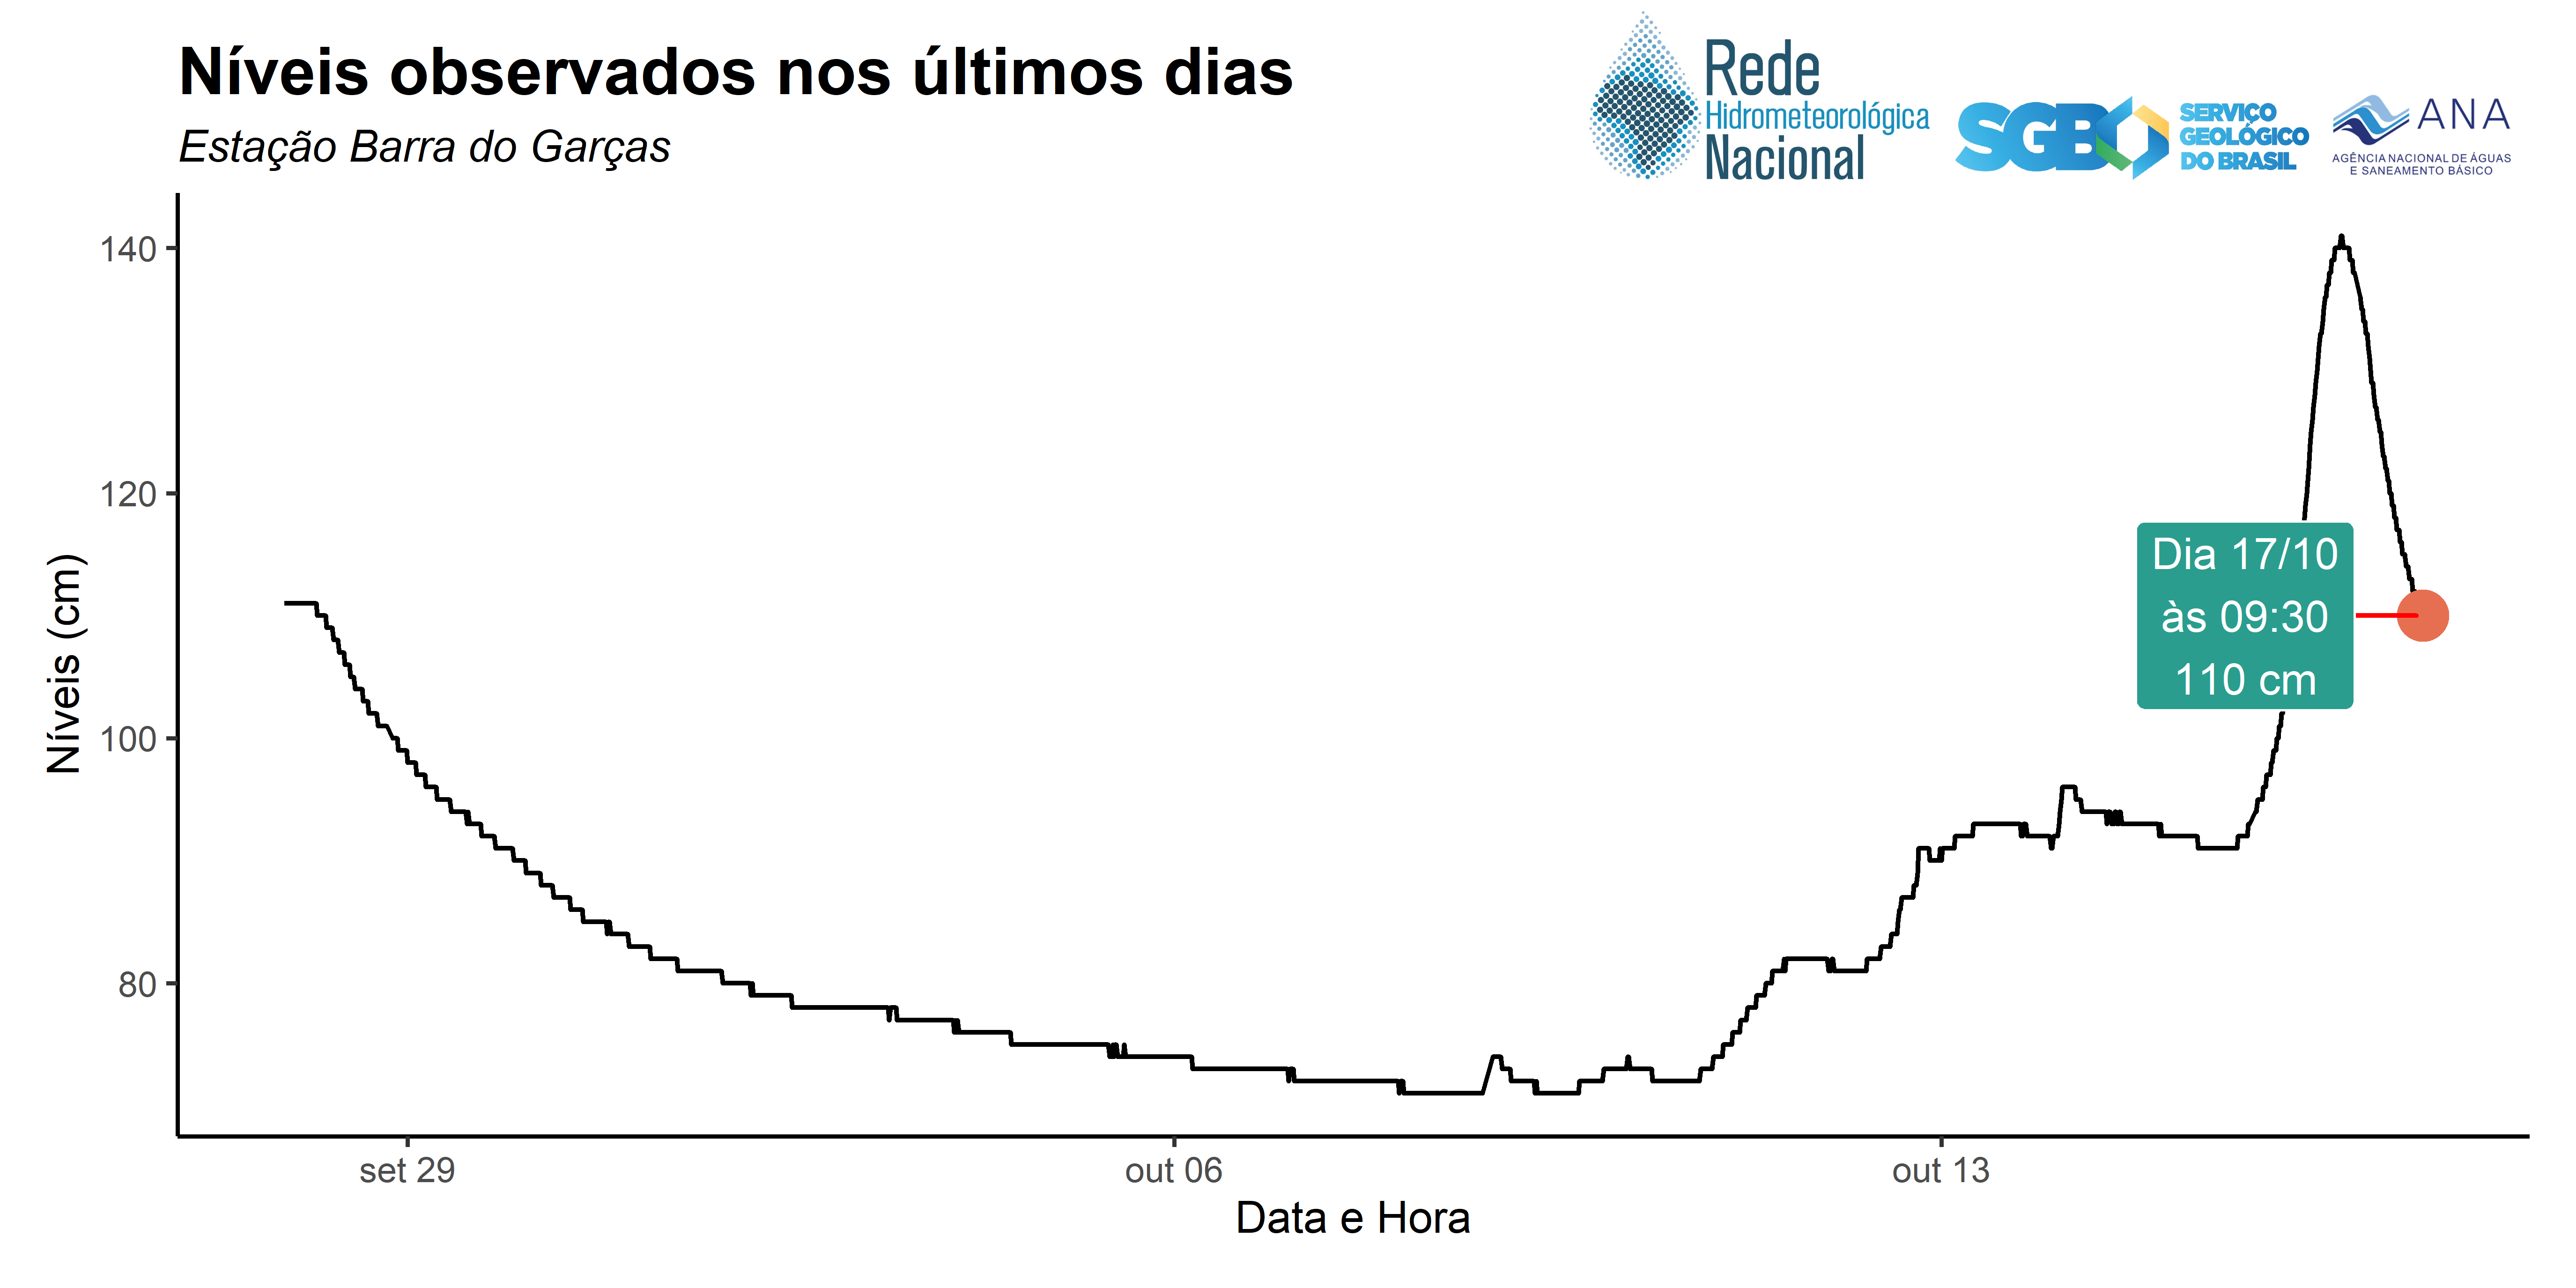 Níveis observados nos últimos dias
Estação Barra do Garças
Rede
Hidrometeorológica
Nacional
SGB
SERVIÇO
GEOLÓGICO
DO BRASIL
ANA
AGÊNCIA NACIONAL DE ÁGUAS
E SANEAMENTO BÁSICO
Níveis (cm)
140
120
100
80
Dia 17/10
às 09:30
110 cm
set 29
out 06
out 13
Data e Hora